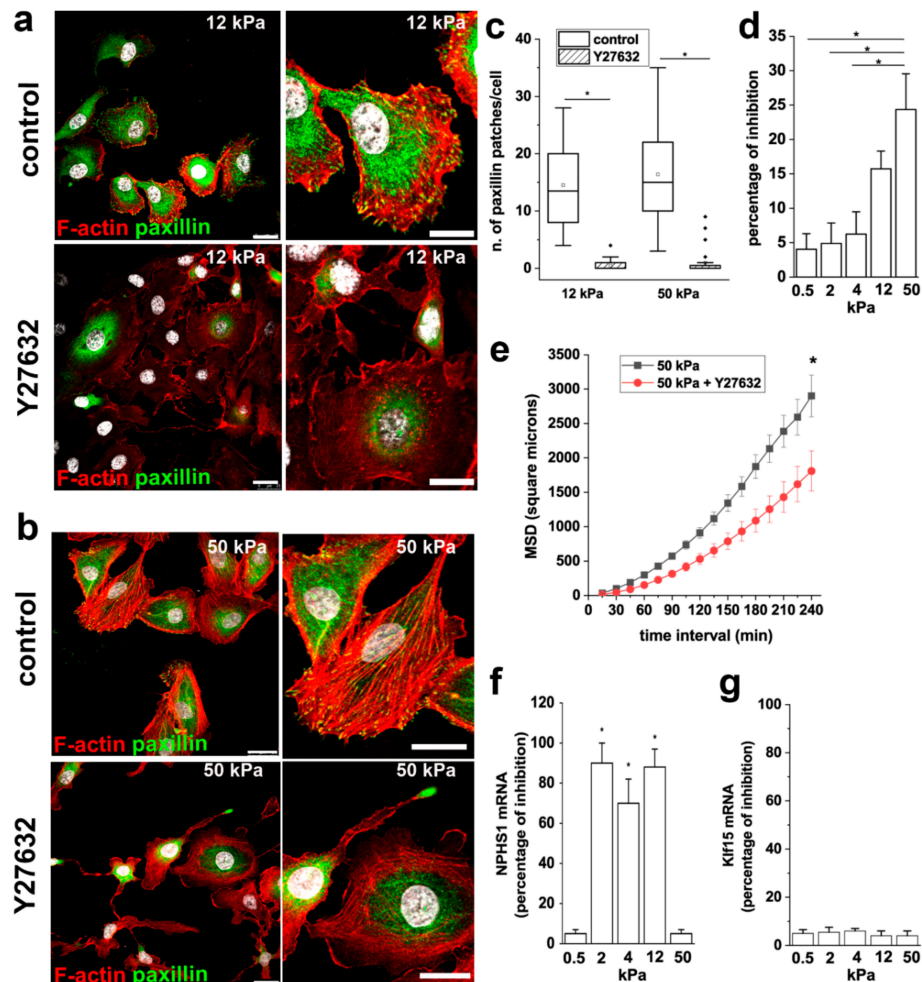 a
control
12 kPa
12 kPa
F-actin paxillin
Y27632
12 kPa
12 kPa
F-actin paxillin
b
control
50 kPa
50 kPa
F-actin paxillin
Y27632
50 kPa
50 kPa
F-actin paxillin
c
n. of paxillin patches/cell
40
30
20
10
0
control
Y27632
*
*
12 kPa
50 kPa
d
percentage of inhibition
35
30
25
20
15
10
5
0
*
*
*
0.5 2 4 12 50
kPa
e
MSD (square microns)
3500
3000
2500
2000
1500
1000
500
0
50 kPa
50 kPa + Y27632
*
0 30 60 90 120 150 180 210 240
time interval (min)
f
NPHS1 mRNA
(percentage of inhibition)
120
100
80
60
40
20
0
*
*
*
0.5 2 4 12 50
kPa
g
Klf15 mRNA
(percentage of inhibition)
100
80
60
40
20
0
0.5 2 4 12 50
kPa